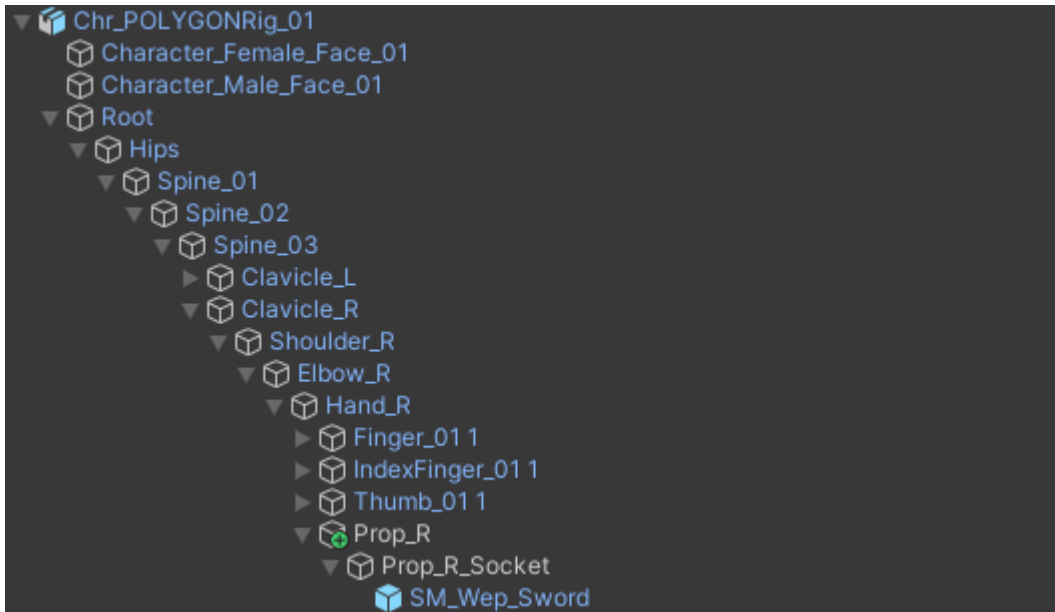 Chr_POLYGONRig_01
Character_Female_Face_01
Character_Male_Face_01
Root
Hips
Spine_01
Spine_02
Spine_03
Clavicle_L
Clavicle_R
Shoulder_R
Elbow_R
Hand_R
Finger_01 1
IndexFinger_01 1
Thumb_01 1
Prop_R
Prop_R_Socket
SM_Wep_Sword